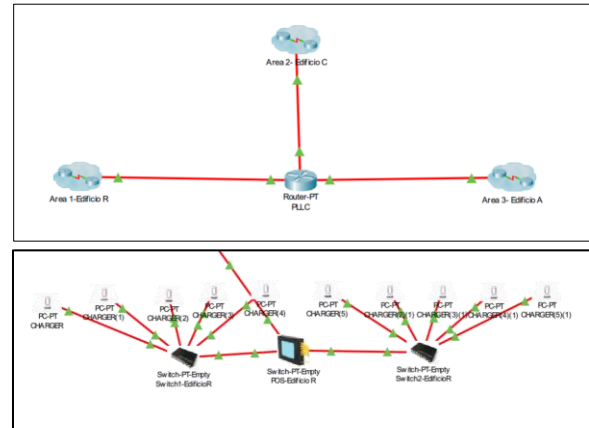 Area 2- Edificio C
Area 1-Edificio R
Router-PT
PLLC
Area 3- Edificio A
PC-PT
CHARGER
PC-PT
CHARGER(1)
PC-PT
CHARGER(2)
PC-PT
CHARGER(3)
PC-PT
CHARGER(4)
PC-PT
CHARGER(5)
PC-PT
CHARGER(2)(1)
PC-PT
CHARGER(3)(1)
PC-PT
CHARGER(4)(1)
PC-PT
CHARGER(5)(1)
Switch-PT-Empty
Switch1-EdificioR
Switch-PT-Empty
POS-Edificio R
Switch-PT-Empty
Switch2-EdificioR